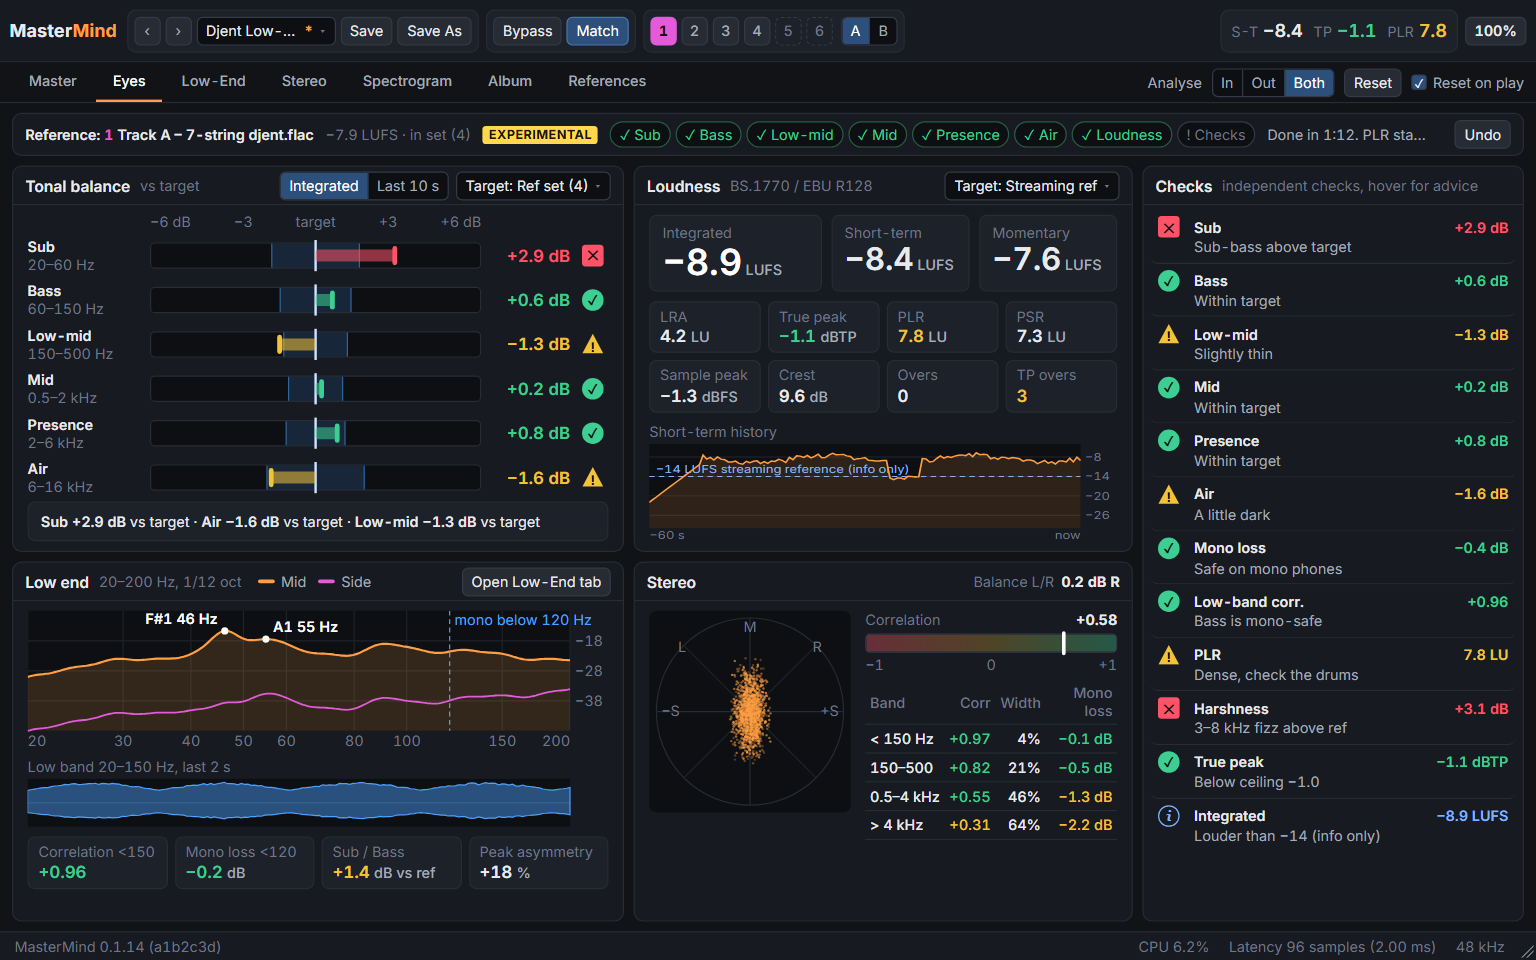 MasterMind ‹ › Djent Low-... * Save Save As Bypass Match 1 2 3 4 5 6 A B S-T −8.4 TP −1.1 PLR 7.8 100%
Master Eyes Low-End Stereo Spectrogram Album References Analyse In Out Both Reset ✓ Reset on play
Reference: 1 Track A – 7-string djent.flac −7.9 LUFS · in set (4) EXPERIMENTAL ✓ Sub ✓ Bass ✓ Low-mid ✓ Mid ✓ Presence ✓ Air ✓ Loudness ! Checks Done in 1:12. PLR sta... Undo
Tonal balance vs target Integrated Last 10 s Target: Ref set (4)
−6 dB −3 target +3 +6 dB
Sub
20–60 Hz
+2.9 dB
Bass
60–150 Hz
+0.6 dB
Low-mid
150–500 Hz
−1.3 dB
Mid
0.5–2 kHz
+0.2 dB
Presence
2–6 kHz
+0.8 dB
Air
6–16 kHz
−1.6 dB
Sub +2.9 dB vs target · Air −1.6 dB vs target · Low-mid −1.3 dB vs target
Loudness BS.1770 / EBU R128 Target: Streaming ref
Integrated
−8.9 LUFS
Short-term
−8.4 LUFS
Momentary
−7.6 LUFS
LRA
4.2 LU
True peak
−1.1 dBTP
PLR
7.8 LU
PSR
7.3 LU
Sample peak
−1.3 dBFS
Crest
9.6 dB
Overs
0
TP overs
3
Short-term history
−14 LUFS streaming reference (info only)
−8
−14
−20
−26
−60 s now
Checks independent checks, hover for advice
Sub +2.9 dB
Sub-bass above target
Bass +0.6 dB
Within target
Low-mid −1.3 dB
Slightly thin
Mid +0.2 dB
Within target
Presence +0.8 dB
Within target
Air −1.6 dB
A little dark
Mono loss −0.4 dB
Safe on mono phones
Low-band corr. +0.96
Bass is mono-safe
PLR 7.8 LU
Dense, check the drums
Harshness +3.1 dB
3–8 kHz fizz above ref
True peak −1.1 dBTP
Below ceiling −1.0
Integrated −8.9 LUFS
Louder than −14 (info only)
Low end 20–200 Hz, 1/12 oct Mid Side Open Low-End tab
F#1 46 Hz A1 55 Hz mono below 120 Hz
−18
−28
−38
20 30 40 50 60 80 100 150 200
Low band 20–150 Hz, last 2 s
Correlation <150
+0.96
Mono loss <120
−0.2 dB
Sub / Bass
+1.4 dB vs ref
Peak asymmetry
+18 %
Stereo Balance L/R 0.2 dB R
M
L R
−S +S
Correlation +0.58
−1 0 +1
Band Corr Width Mono loss
< 150 Hz +0.97 4% −0.1 dB
150–500 +0.82 21% −0.5 dB
0.5–4 kHz +0.55 46% −1.3 dB
> 4 kHz +0.31 64% −2.2 dB
MasterMind 0.1.14 (a1b2c3d) CPU 6.2% Latency 96 samples (2.00 ms) 48 kHz